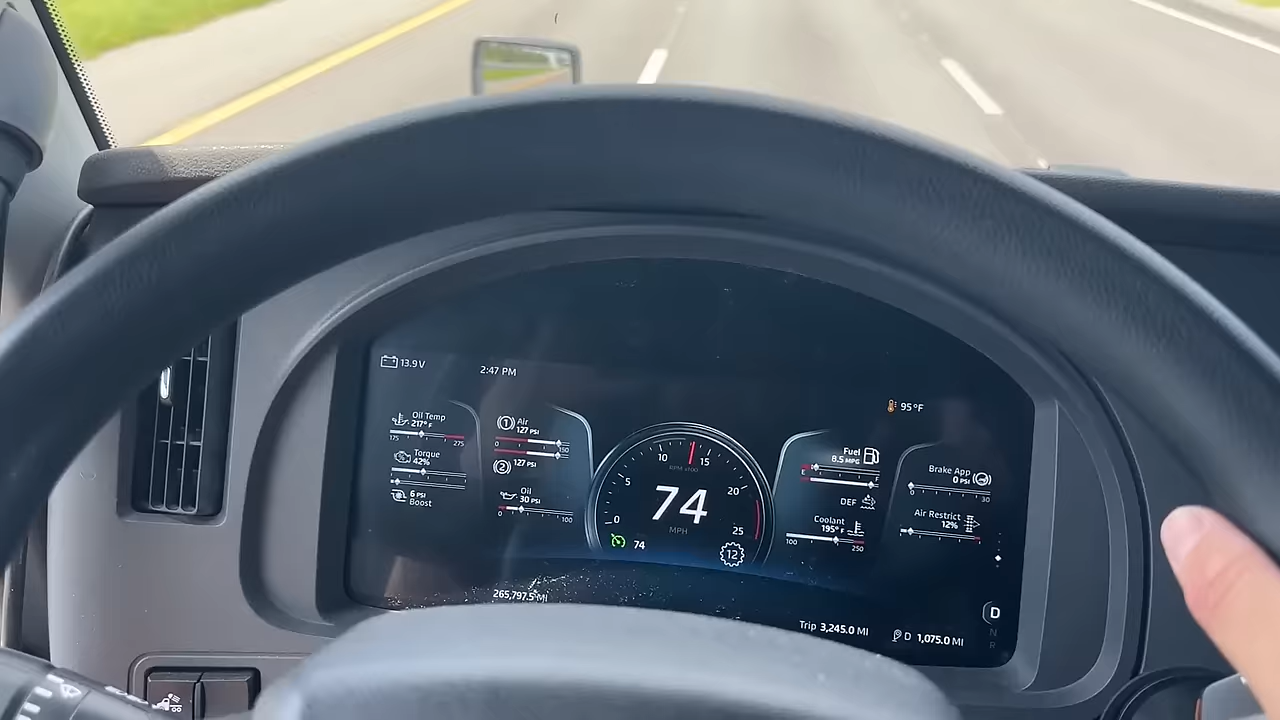 13.9 V
2:47 PM
95 °F
Oil Temp
217° F
175 275
Torque
42%
6 PSI
Boost
1 Air
127 PSI
0 150
2 127 PSI
Oil
30 PSI
0 100
0 5 10 15 20 25
RPM x100
74
MPH
74
12
Fuel
8.5 MPG
E F
DEF
Coolant
195° F
100 250
Brake App
0 PSI
0 30
Air Restrict
12%
265,797.5 MI
Trip 3,245.0 MI
D 1,075.0 MI
D
N
R